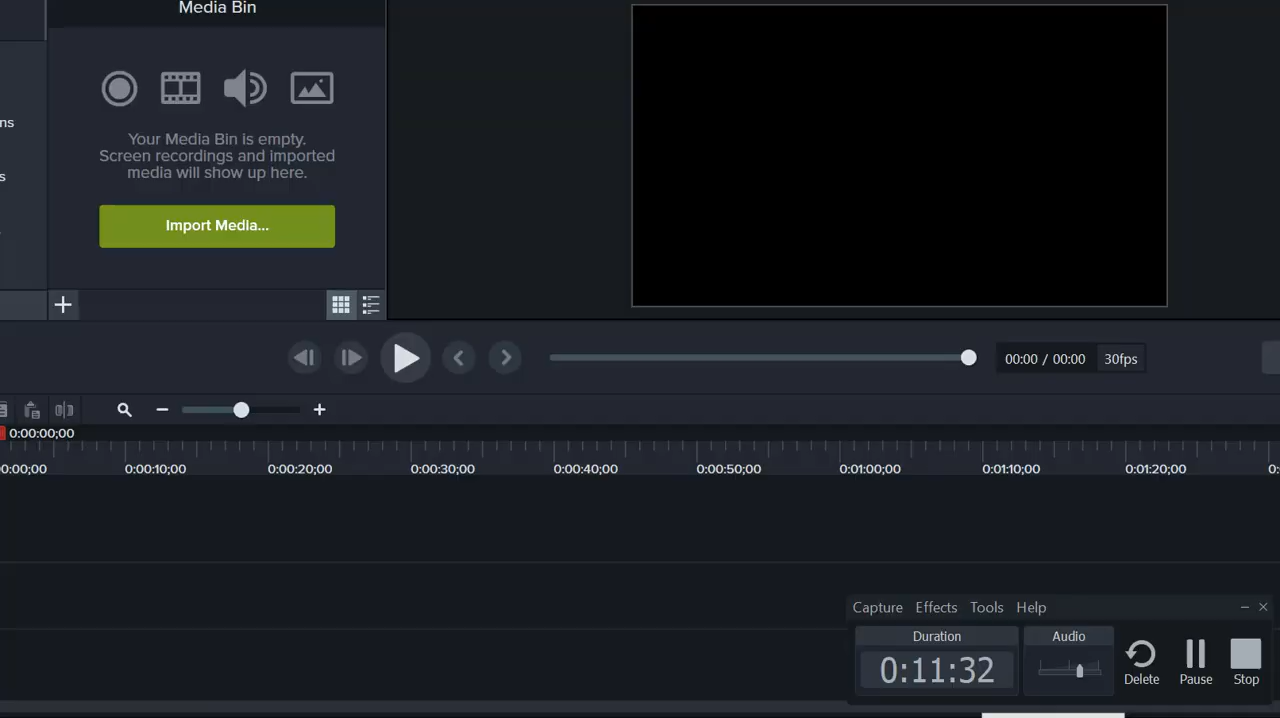 Media Bin
ns
s
Your Media Bin is empty.
Screen recordings and imported
media will show up here.
Import Media...
00:00 / 00:00
30fps
0:00:00;00
00:00;00
0:00:10;00
0:00:20;00
0:00:30;00
0:00:40;00
0:00:50;00
0:01:00;00
0:01:10;00
0:01:20;00
0:
Capture Effects Tools Help
Duration
Audio
0:11:32
Delete
Pause
Stop